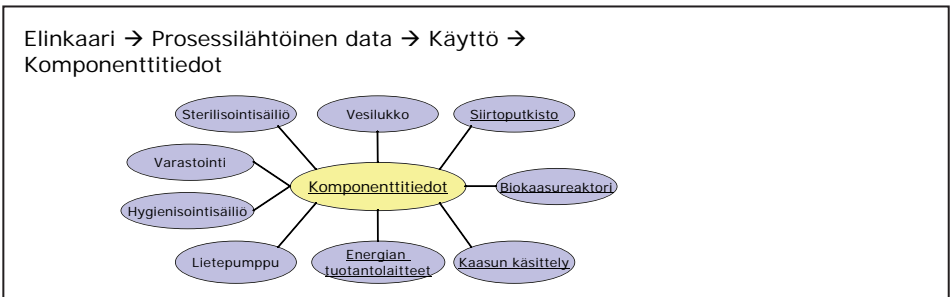 Elinkaari → Prosessilähtöinen data → Käyttö →
Komponenttitiedot
Sterilisointisäiliö
Vesilukko
Siirtoputkisto
Varastointi
Komponenttitiedot
Biokaasureaktori
Hygienisointisäiliö
Lietepumppu
Energian
tuotantolaitteet
Kaasun käsittely